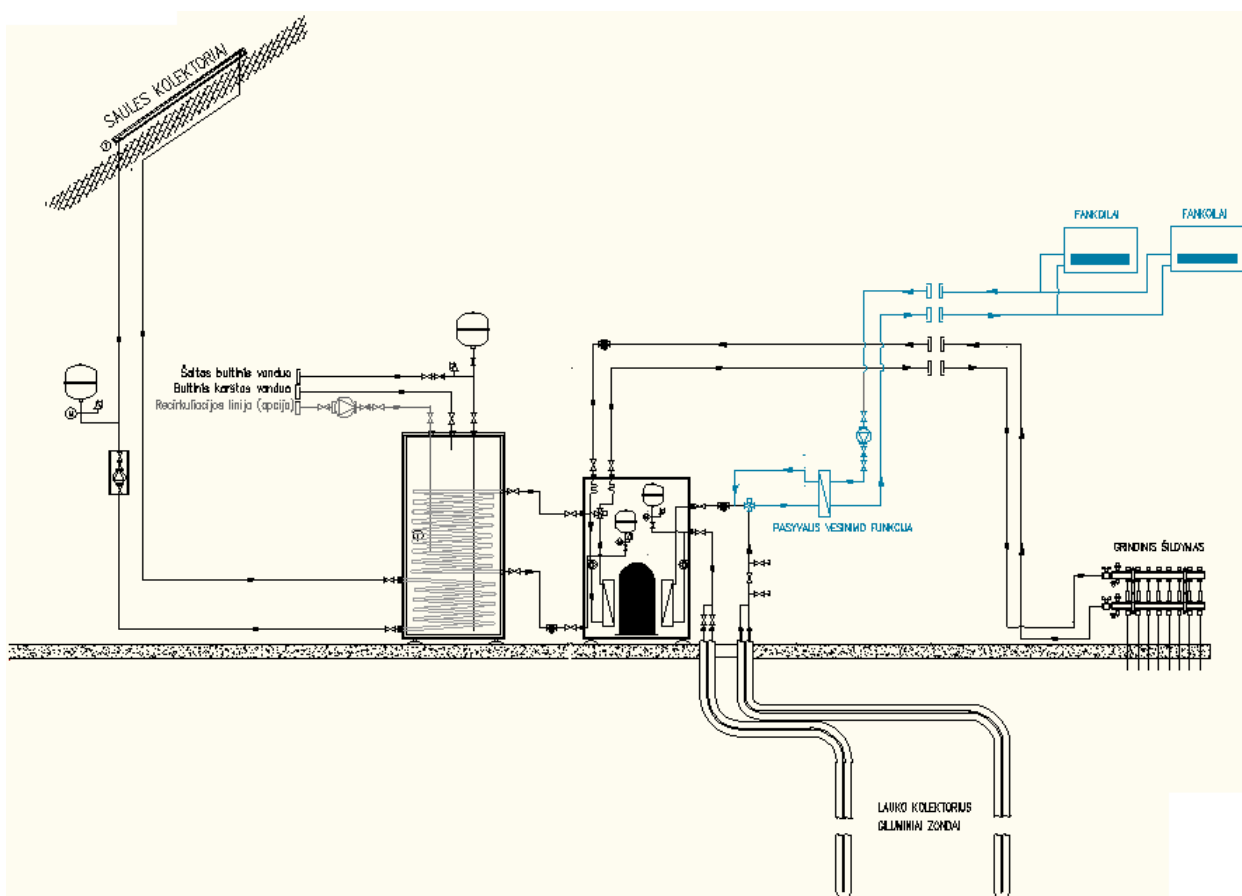 SAULES KOLEKTORIAI
FANKOILAI
FANKOILAI
Šaltas buitinis vanduo
Buitinis karštas vanduo
Recirkuliacijos linija (opcija)
PASYVAUS VESINIMO FUNKCIJA
GRINDINIS ŠILDYMAS
LAUKO KOLEKTORIUS
GILUMINIAI ZONDAI